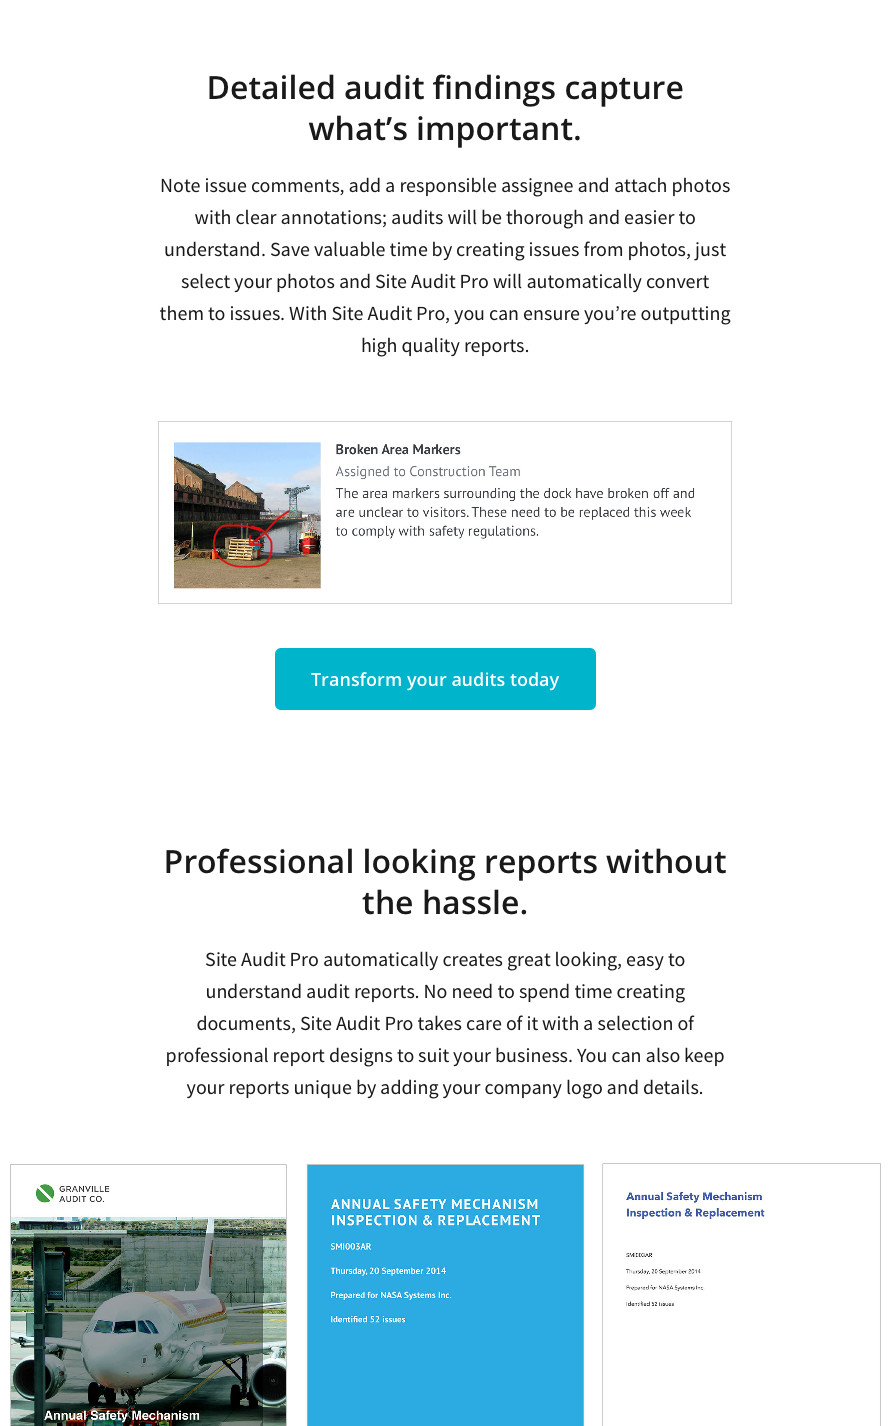 Detailed audit findings capture
what’s important.
Note issue comments, add a responsible assignee and attach photos
with clear annotations; audits will be thorough and easier to
understand. Save valuable time by creating issues from photos, just
select your photos and Site Audit Pro will automatically convert
them to issues. With Site Audit Pro, you can ensure you’re outputting
high quality reports.
Broken Area Markers
Assigned to Construction Team
The area markers surrounding the dock have broken off and
are unclear to visitors. These need to be replaced this week
to comply with safety regulations.
Transform your audits today
Professional looking reports without
the hassle.
Site Audit Pro automatically creates great looking, easy to
understand audit reports. No need to spend time creating
documents, Site Audit Pro takes care of it with a selection of
professional report designs to suit your business. You can also keep
your reports unique by adding your company logo and details.
GRANVILLE
AUDIT CO.
Annual Safety Mechanism
ANNUAL SAFETY MECHANISM
INSPECTION & REPLACEMENT
SMI003AR
Thursday, 20 September 2014
Prepared for NASA Systems Inc.
Identified 52 issues
Annual Safety Mechanism
Inspection & Replacement
SMI003AR
Thursday, 20 September 2014
Prepared for NASA Systems Inc.
Identified 52 issues